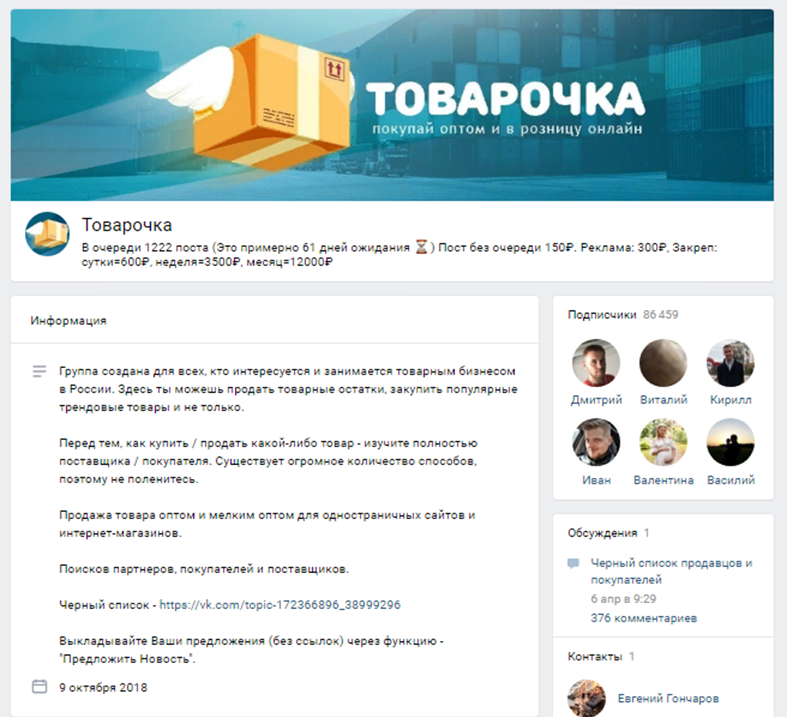 ТОВАРОЧКА
покупай оптом и в розницу онлайн
Товарочка
В очереди 1222 поста (Это примерно 61 дней ожидания ⏳) Пост без очереди 150₽. Реклама: 300₽, Закреп:
сутки=600₽, неделя=3500₽, месяц=12000₽
Информация
Группа создана для всех, кто интересуется и занимается товарным бизнесом
в России. Здесь ты можешь продать товарные остатки, закупить популярные
трендовые товары и не только.
Перед тем, как купить / продать какой-либо товар - изучите полностью
поставщика / покупателя. Существует огромное количество способов,
поэтому не поленитесь.
Продажа товара оптом и мелким оптом для одностраничных сайтов и
интернет-магазинов.
Поисков партнеров, покупателей и поставщиков.
Черный список - https://vk.com/topic-172366896_38999296
Выкладывайте Ваши предложения (без ссылок) через функцию -
"Предложить Новость".
9 октября 2018
Подписчики 86 459
Дмитрий Виталий Кирилл
Иван Валентина Василий
Обсуждения 1
Черный список продавцов и
покупателей
6 апр в 9:29
376 комментариев
Контакты 1
Евгений Гончаров